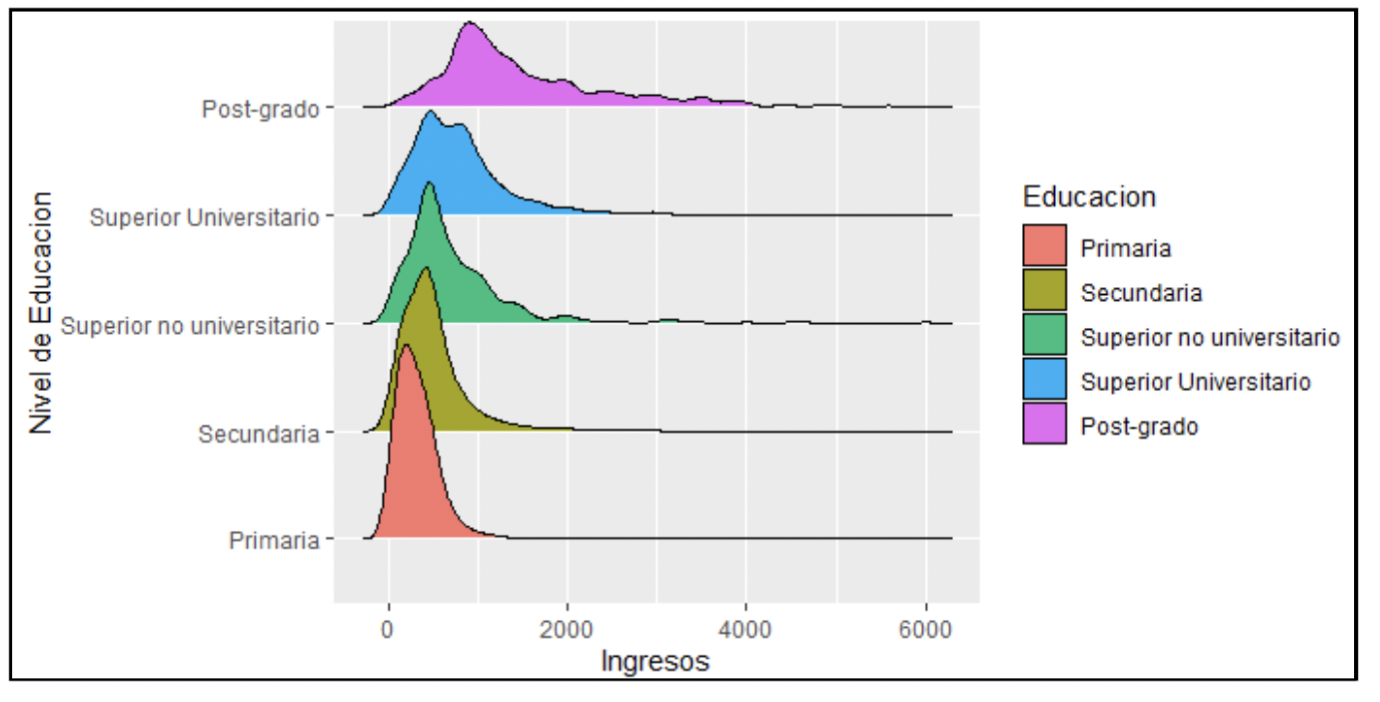 Nivel de Educacion
Post-grado
Superior Universitario
Superior no universitario
Secundaria
Primaria
0 2000 4000 6000
Ingresos
Educacion
Primaria
Secundaria
Superior no universitario
Superior Universitario
Post-grado